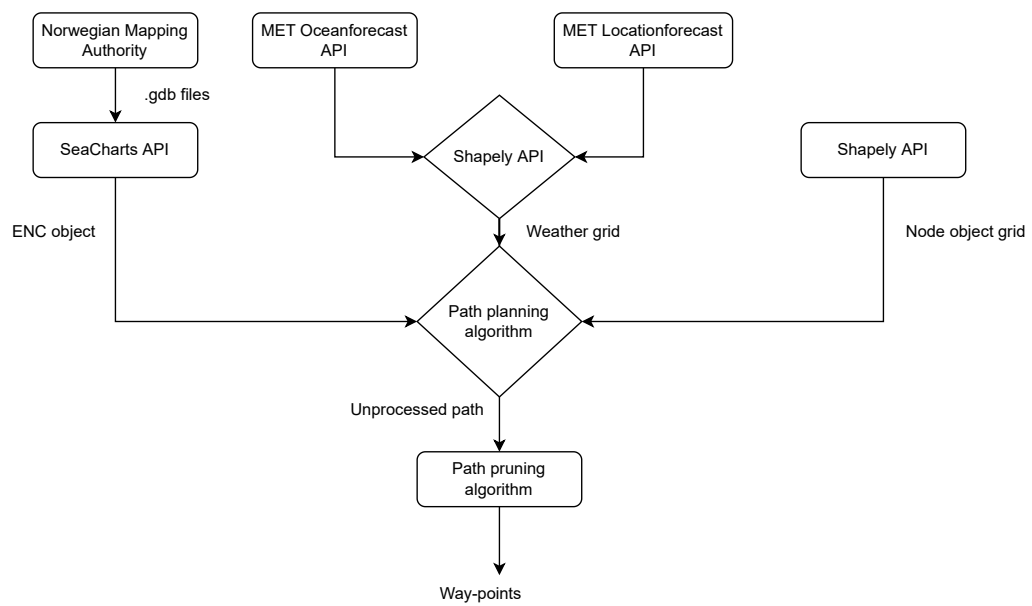 Norwegian Mapping
Authority
MET Oceanforecast
API
MET Locationforecast
API
.gdb files
SeaCharts API
Shapely API
Shapely API
ENC object
Weather grid
Node object grid
Path planning
algorithm
Unprocessed path
Path pruning
algorithm
Way-points